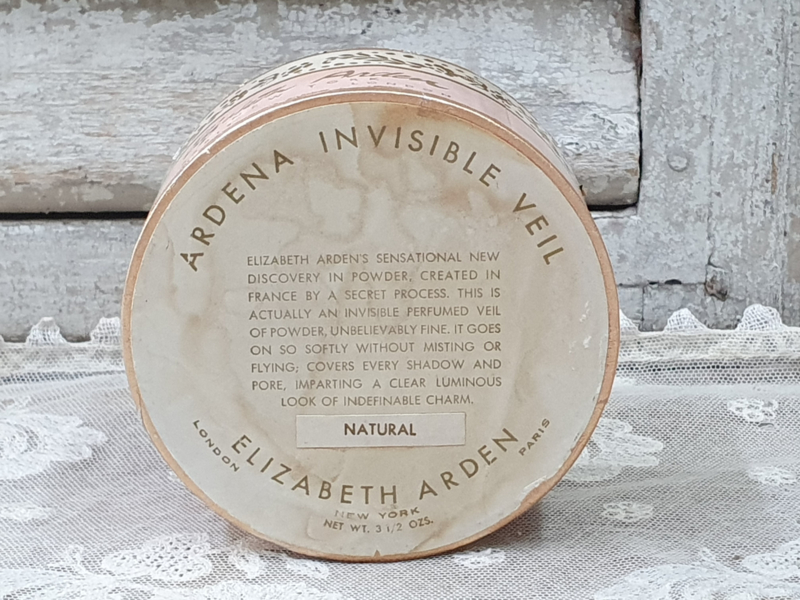 Arden
ARDENA INVISIBLE VEIL
ELIZABETH ARDEN'S SENSATIONAL NEW
DISCOVERY IN POWDER, CREATED IN
FRANCE BY A SECRET PROCESS. THIS IS
ACTUALLY AN INVISIBLE PERFUMED VEIL
OF POWDER, UNBELIEVABLY FINE. IT GOES
ON SO SOFTLY WITHOUT MISTING OR
FLYING; COVERS EVERY SHADOW AND
PORE, IMPARTING A CLEAR LUMINOUS
LOOK OF INDEFINABLE CHARM.
NATURAL
LONDON
ELIZABETH ARDEN
PARIS
NEW YORK
NET WT. 3 1/2 OZS.